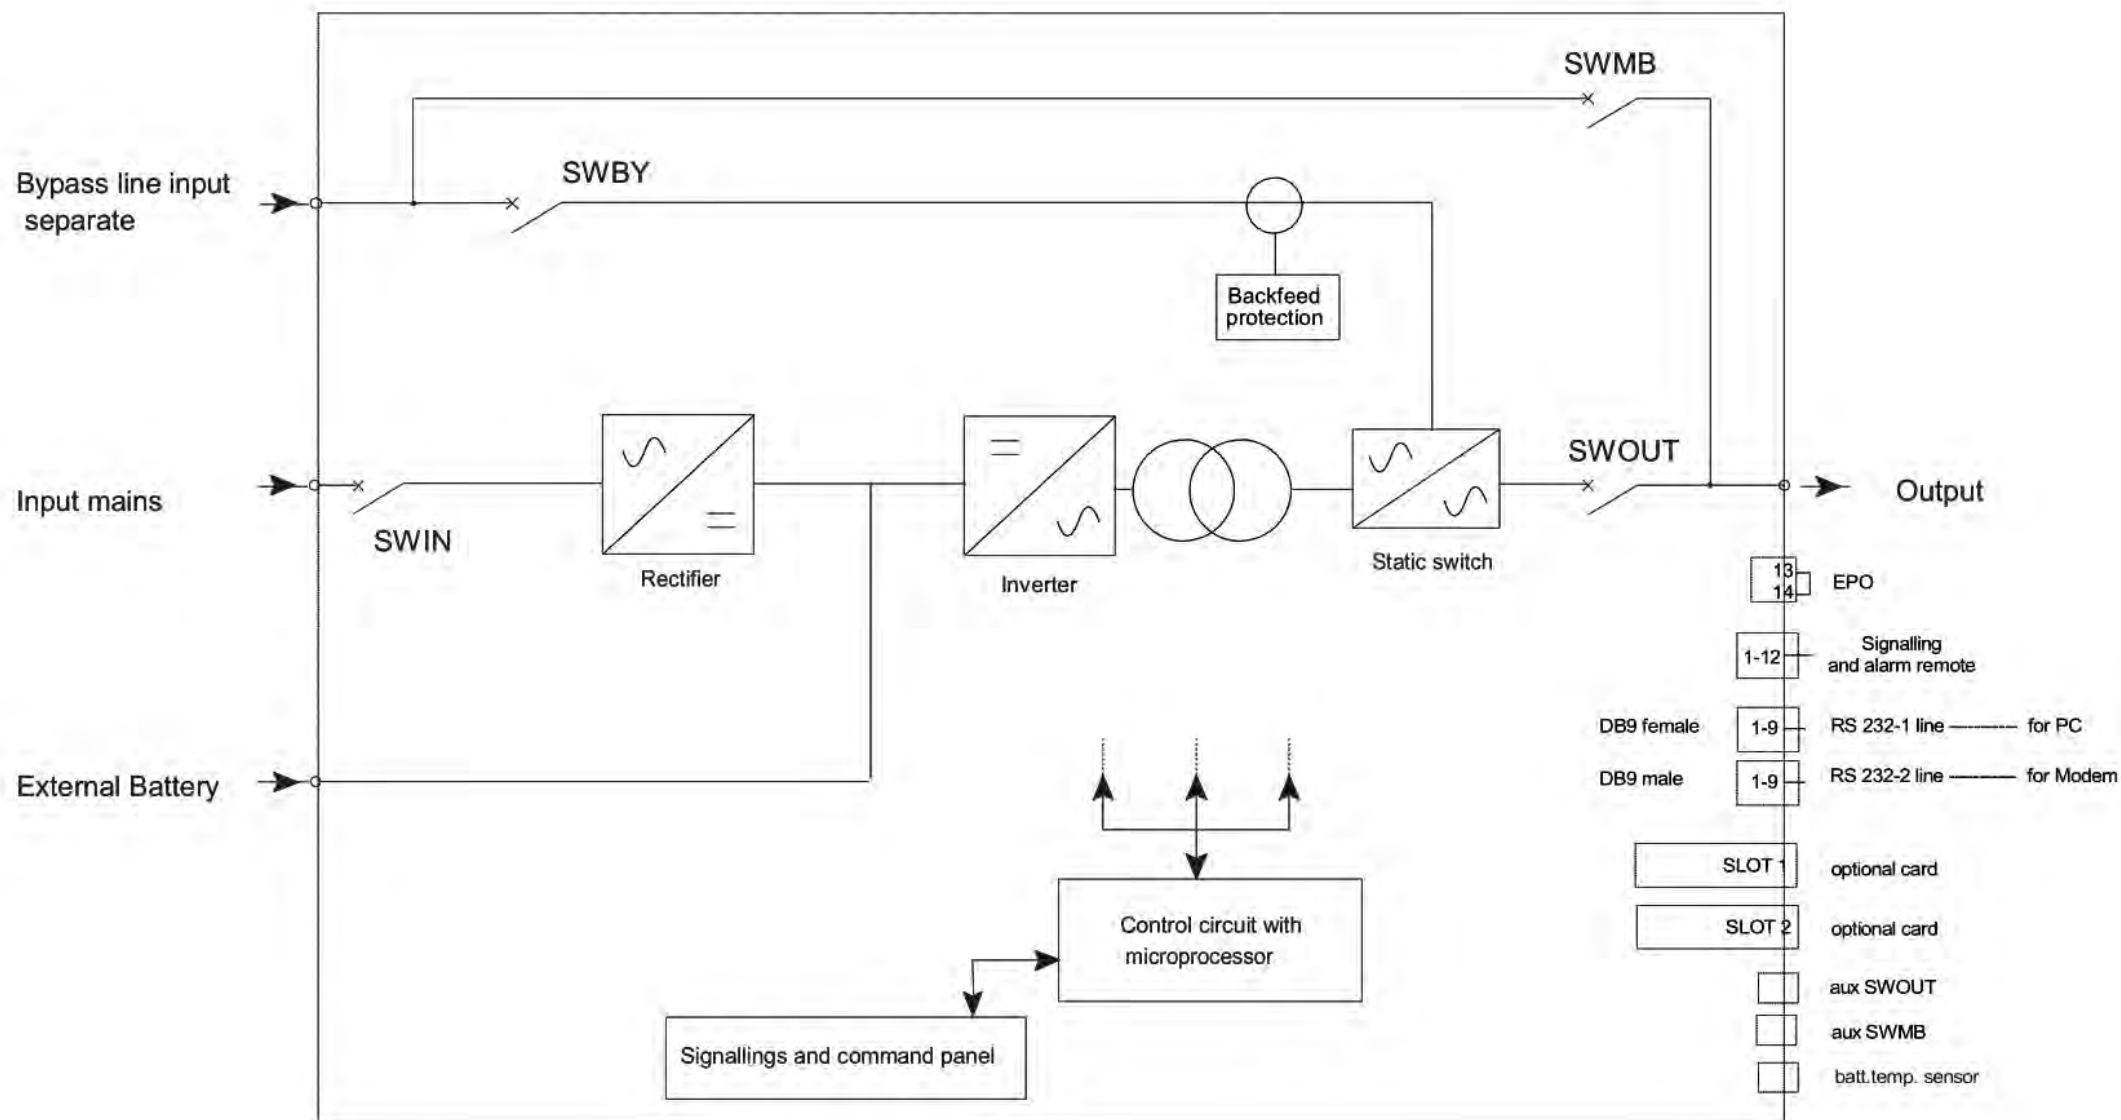 SWMB
SWBY
Bypass line input
separate
Backfeed
protection
SWOUT
Input mains
Output
SWIN
Rectifier
Inverter
Static switch
13
14
EPO
1-12
Signalling
and alarm remote
DB9 female
1-9
RS 232-1 line
for PC
DB9 male
1-9
RS 232-2 line
for Modem
External Battery
SLOT 1
optional card
Control circuit with
microprocessor
SLOT 2
optional card
aux SWOUT
aux SWMB
Signallings and command panel
batt.temp. sensor